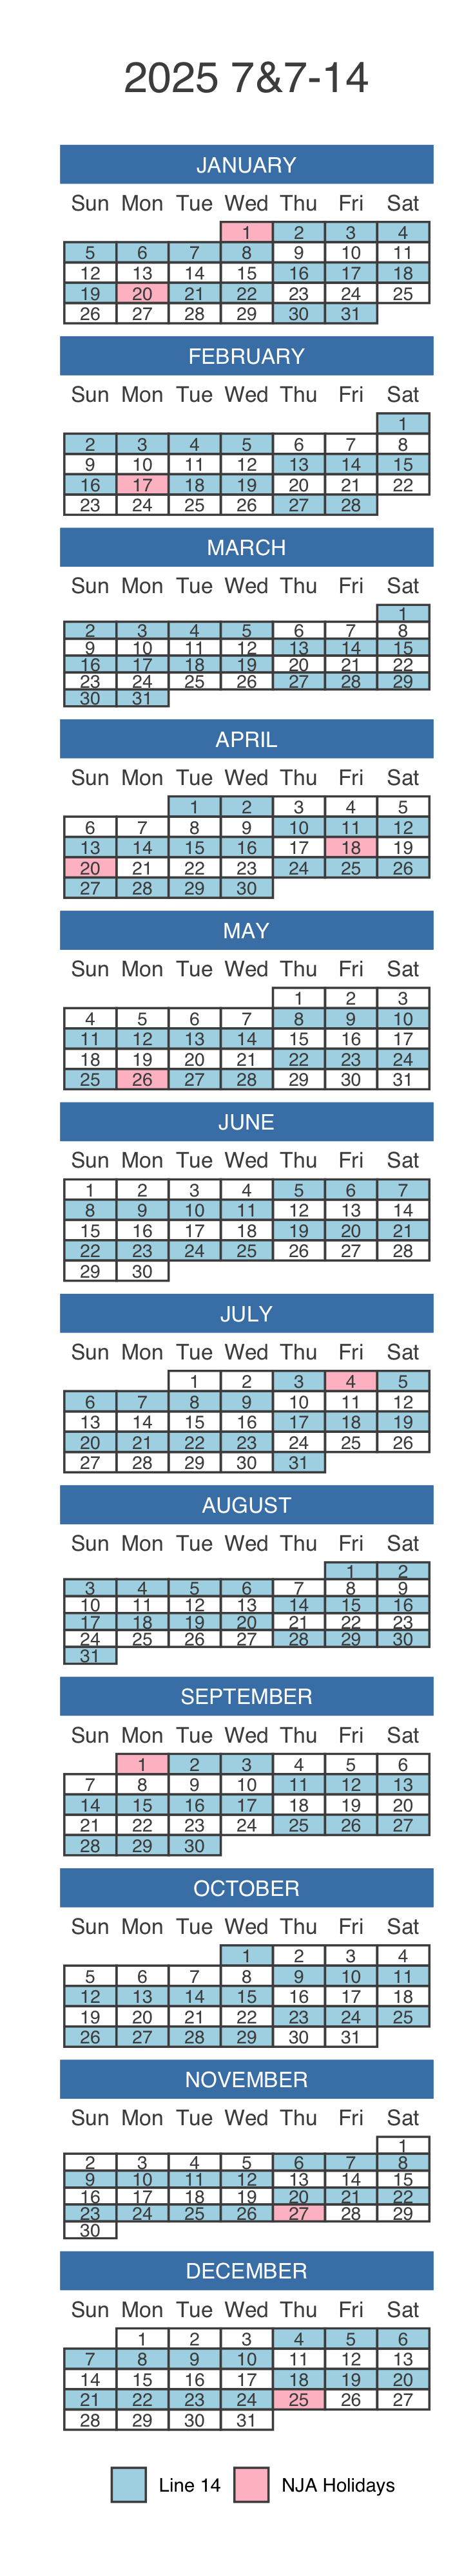 2025 7&7-14
JANUARY
Sun Mon Tue Wed Thu Fri Sat
1 2 3 4
5 6 7 8 9 10 11
12 13 14 15 16 17 18
19 20 21 22 23 24 25
26 27 28 29 30 31
FEBRUARY
Sun Mon Tue Wed Thu Fri Sat
1
2 3 4 5 6 7 8
9 10 11 12 13 14 15
16 17 18 19 20 21 22
23 24 25 26 27 28
MARCH
Sun Mon Tue Wed Thu Fri Sat
1
2 3 4 5 6 7 8
9 10 11 12 13 14 15
16 17 18 19 20 21 22
23 24 25 26 27 28 29
30 31
APRIL
Sun Mon Tue Wed Thu Fri Sat
1 2 3 4 5
6 7 8 9 10 11 12
13 14 15 16 17 18 19
20 21 22 23 24 25 26
27 28 29 30
MAY
Sun Mon Tue Wed Thu Fri Sat
1 2 3
4 5 6 7 8 9 10
11 12 13 14 15 16 17
18 19 20 21 22 23 24
25 26 27 28 29 30 31
JUNE
Sun Mon Tue Wed Thu Fri Sat
1 2 3 4 5 6 7
8 9 10 11 12 13 14
15 16 17 18 19 20 21
22 23 24 25 26 27 28
29 30
JULY
Sun Mon Tue Wed Thu Fri Sat
1 2 3 4 5
6 7 8 9 10 11 12
13 14 15 16 17 18 19
20 21 22 23 24 25 26
27 28 29 30 31
AUGUST
Sun Mon Tue Wed Thu Fri Sat
1 2
3 4 5 6 7 8 9
10 11 12 13 14 15 16
17 18 19 20 21 22 23
24 25 26 27 28 29 30
31
SEPTEMBER
Sun Mon Tue Wed Thu Fri Sat
1 2 3 4 5 6
7 8 9 10 11 12 13
14 15 16 17 18 19 20
21 22 23 24 25 26 27
28 29 30
OCTOBER
Sun Mon Tue Wed Thu Fri Sat
1 2 3 4
5 6 7 8 9 10 11
12 13 14 15 16 17 18
19 20 21 22 23 24 25
26 27 28 29 30 31
NOVEMBER
Sun Mon Tue Wed Thu Fri Sat
1
2 3 4 5 6 7 8
9 10 11 12 13 14 15
16 17 18 19 20 21 22
23 24 25 26 27 28 29
30
DECEMBER
Sun Mon Tue Wed Thu Fri Sat
1 2 3 4 5 6
7 8 9 10 11 12 13
14 15 16 17 18 19 20
21 22 23 24 25 26 27
28 29 30 31
Line 14 NJA Holidays